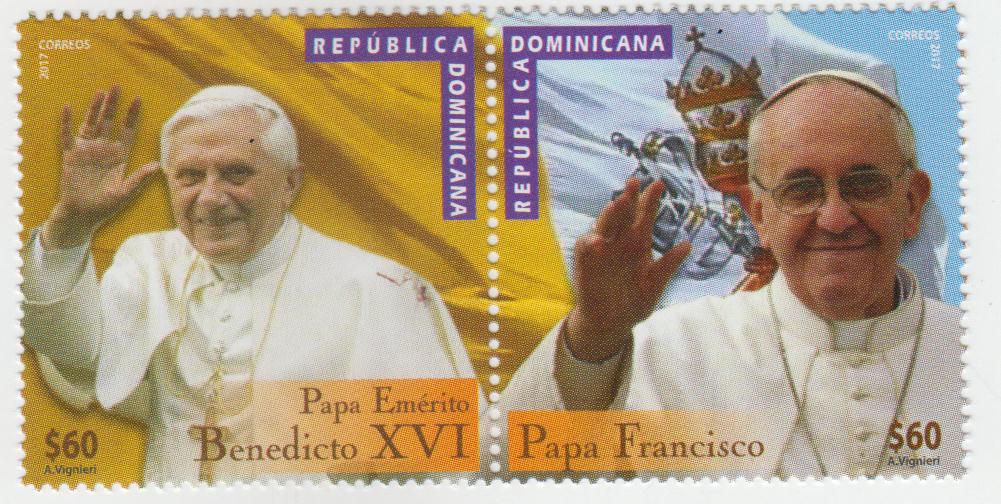 CORREOS
2017
REPÚBLICA
DOMINICANA
$60
A.Vignieri
Papa Emérito
Benedicto XVI
DOMINICANA
REPÚBLICA
CORREOS
2017
Papa Francisco
$60
A.Vignieri